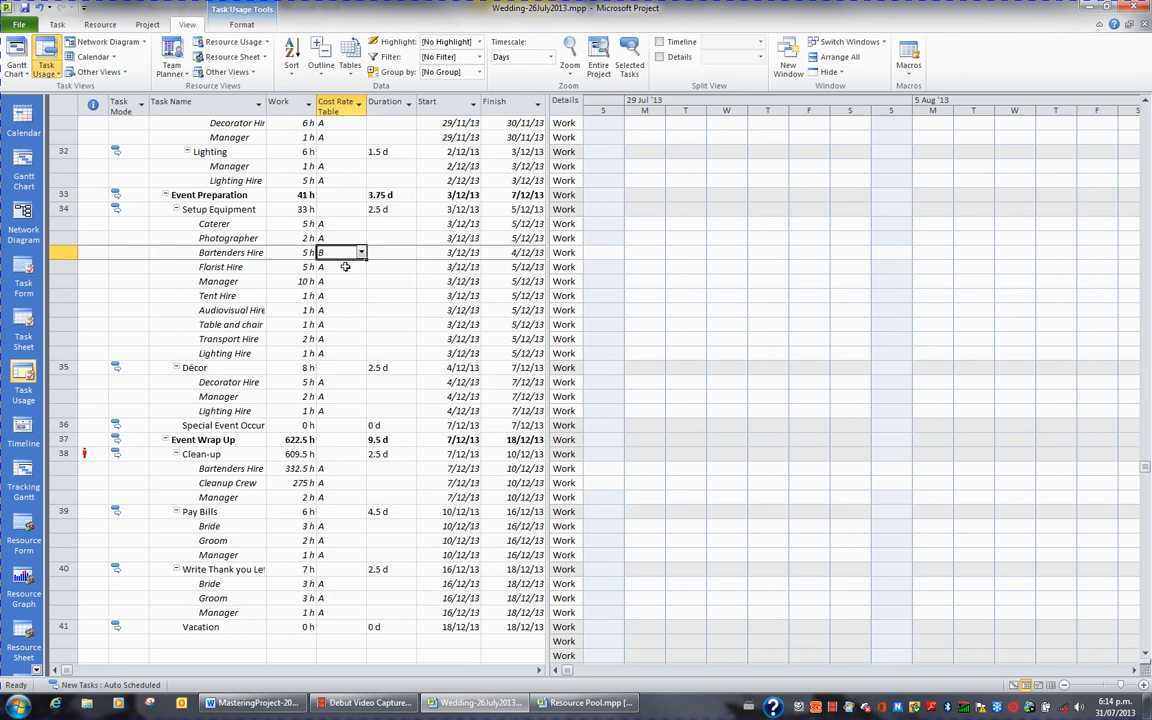 Wedding-26July2013.mpp - Microsoft Project
Task Usage Tools
File Task Resource Project View Format
Gantt Chart Task Usage Network Diagram Calendar Other Views
Task Views
Team Planner Resource Usage Resource Sheet Other Views
Resource Views
Sort Outline Tables Highlight: [No Highlight] Filter: [No Filter] Group by: [No Group]
Data
Timescale: Days Zoom Entire Project Selected Tasks
Zoom
Timeline Details
Split View
New Window Switch Windows Arrange All Hide
Window
Macros
Macros
Task Mode Task Name Work Cost Rate Table Duration Start Finish Details 29 Jul '13 5 Aug '13
S M T W T F S S M T W T F S
Decorator Hir 6 h A 29/11/13 30/11/13 Work
Manager 1 h A 29/11/13 30/11/13 Work
32 Lighting 6 h 1.5 d 2/12/13 3/12/13 Work
Manager 1 h A 2/12/13 3/12/13 Work
Lighting Hire 5 h A 2/12/13 3/12/13 Work
33 Event Preparation 41 h 3.75 d 3/12/13 7/12/13 Work
34 Setup Equipment 33 h 2.5 d 3/12/13 5/12/13 Work
Caterer 5 h A 3/12/13 5/12/13 Work
Photographer 2 h A 3/12/13 5/12/13 Work
Bartenders Hire 5 h B 3/12/13 4/12/13 Work
Florist Hire 5 h A 3/12/13 5/12/13 Work
Manager 10 h A 3/12/13 5/12/13 Work
Tent Hire 1 h A 3/12/13 5/12/13 Work
Audiovisual Hire 1 h A 3/12/13 5/12/13 Work
Table and chair 1 h A 3/12/13 5/12/13 Work
Transport Hire 2 h A 3/12/13 5/12/13 Work
Lighting Hire 1 h A 3/12/13 5/12/13 Work
35 Décor 8 h 2.5 d 4/12/13 7/12/13 Work
Decorator Hire 5 h A 4/12/13 7/12/13 Work
Manager 2 h A 4/12/13 7/12/13 Work
Lighting Hire 1 h A 4/12/13 7/12/13 Work
36 Special Event Occur 0 h 0 d 7/12/13 7/12/13 Work
37 Event Wrap Up 622.5 h 9.5 d 7/12/13 18/12/13 Work
38 Clean-up 609.5 h 2.5 d 7/12/13 10/12/13 Work
Bartenders Hire 332.5 h A 7/12/13 10/12/13 Work
Cleanup Crew 275 h A 7/12/13 10/12/13 Work
Manager 2 h A 7/12/13 10/12/13 Work
39 Pay Bills 6 h 4.5 d 10/12/13 16/12/13 Work
Bride 3 h A 10/12/13 16/12/13 Work
Groom 2 h A 10/12/13 16/12/13 Work
Manager 1 h A 10/12/13 16/12/13 Work
40 Write Thank you Let 7 h 2.5 d 16/12/13 18/12/13 Work
Bride 3 h A 16/12/13 18/12/13 Work
Groom 3 h A 16/12/13 18/12/13 Work
Manager 1 h A 16/12/13 18/12/13 Work
41 Vacation 0 h 0 d 18/12/13 18/12/13 Work
Work
Work
Calendar
Gantt Chart
Network Diagram
Task Form
Task Sheet
Task Usage
Timeline
Tracking Gantt
Resource Form
Resource Graph
Resource Sheet
Ready New Tasks : Auto Scheduled
MasteringProject-20... Debut Video Capture... Wedding-26July2013... Resource Pool.mpp [...
6:14 p.m.
31/07/2013